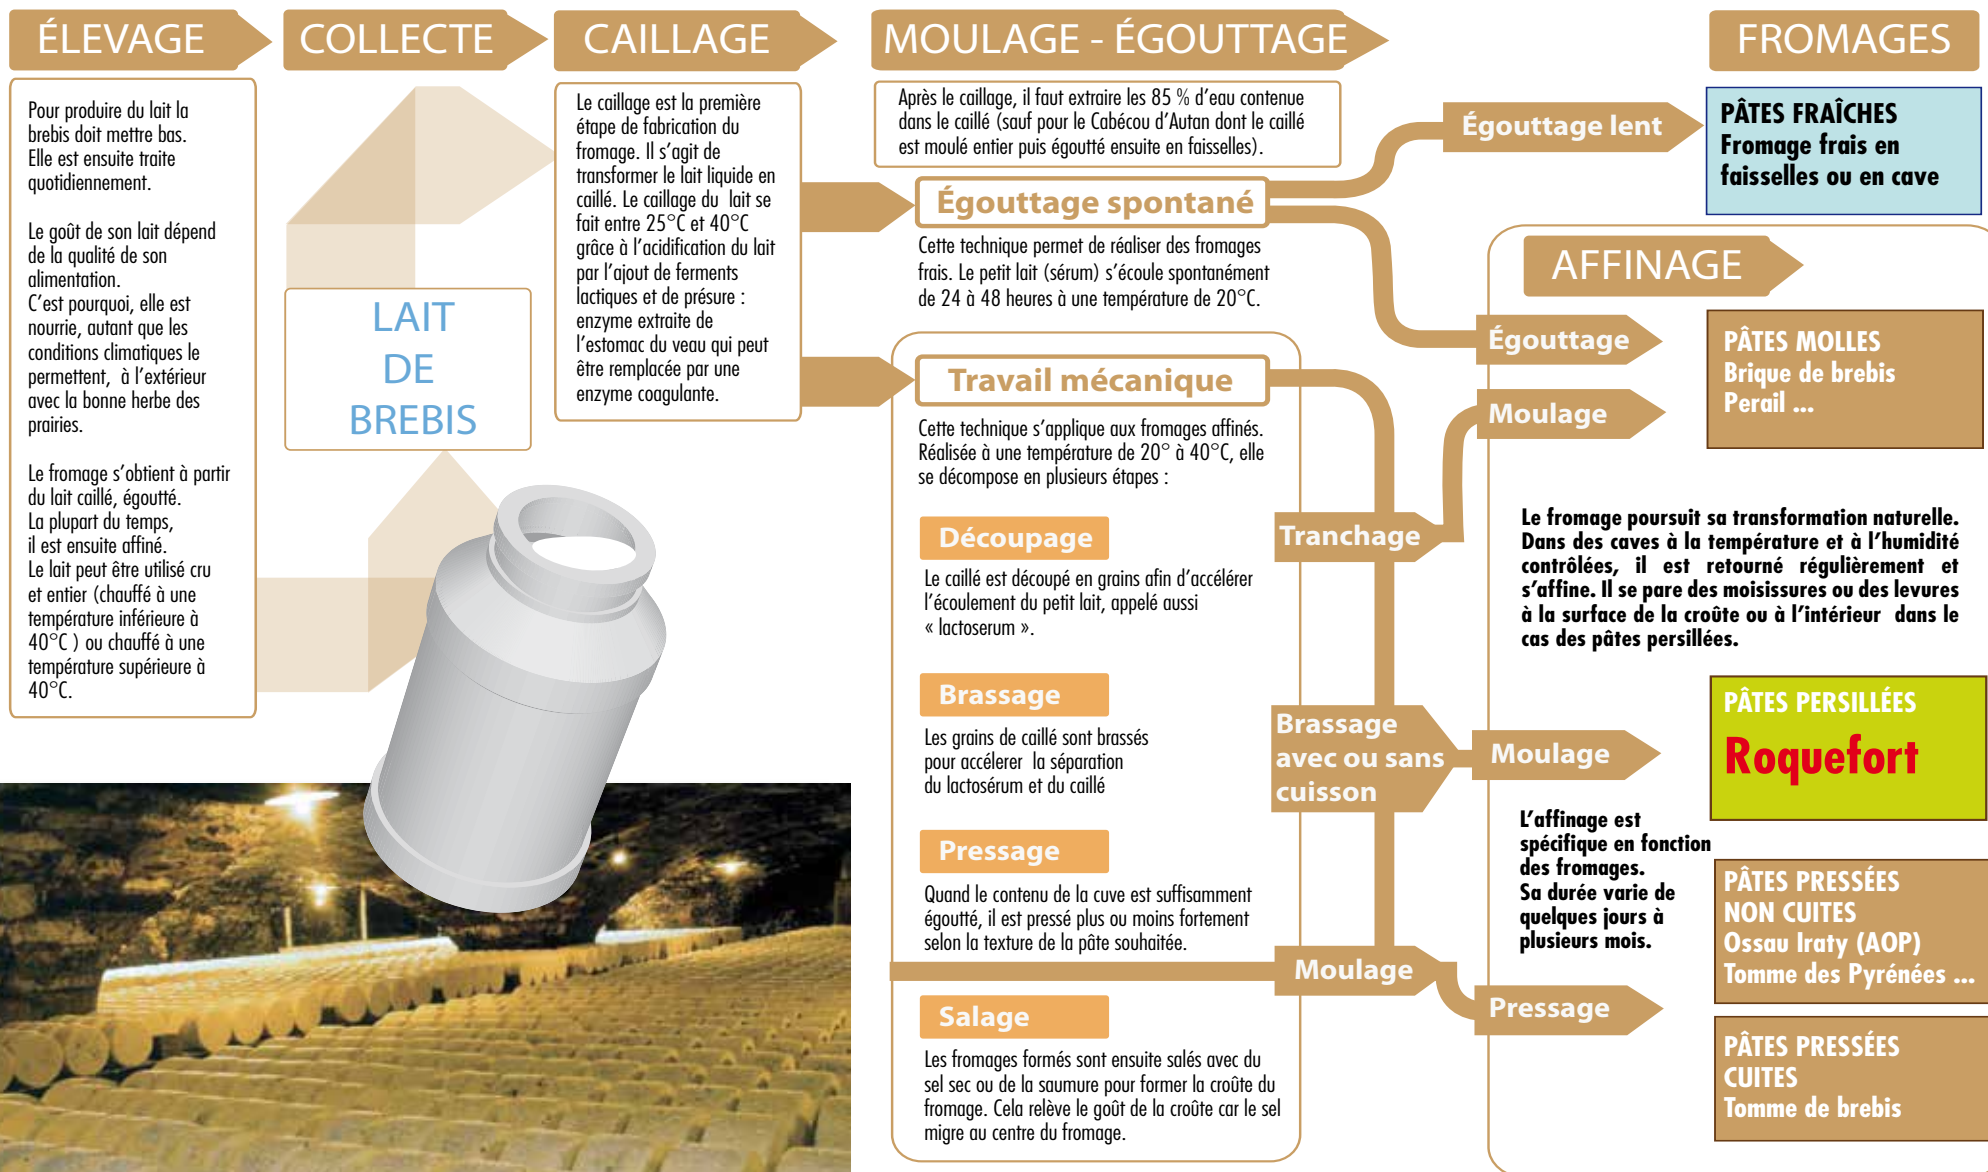 ÉLEVAGE
COLLECTE
CAILLAGE
MOULAGE - ÉGOUTTAGE
FROMAGES
Pour produire du lait la
brebis doit mettre bas.
Elle est ensuite traite
quotidiennement.
Le goût de son lait dépend
de la qualité de son
alimentation.
C'est pourquoi, elle est
nourrie, autant que les
conditions climatiques le
permettent, à l'extérieur
avec la bonne herbe des
prairies.
Le fromage s'obtient à partir
du lait caillé, égoutté.
La plupart du temps,
il est ensuite affiné.
Le lait peut être utilisé cru
et entier (chauffé à une
température inférieure à
40°C ) ou chauffé à une
température supérieure à
40°C.
LAIT
DE
BREBIS
Le caillage est la première
étape de fabrication du
fromage. Il s'agit de
transformer le lait liquide en
caillé. Le caillage du lait se
fait entre 25°C et 40°C
grâce à l'acidification du lait
par l'ajout de ferments
lactiques et de présure :
enzyme extraite de
l'estomac du veau qui peut
être remplacée par une
enzyme coagulante.
Après le caillage, il faut extraire les 85 % d'eau contenue
dans le caillé (sauf pour le Cabécou d'Autan dont le caillé
est moulé entier puis égoutté ensuite en faisselles).
Égouttage spontané
Cette technique permet de réaliser des fromages
frais. Le petit lait (sérum) s'écoule spontanément
de 24 à 48 heures à une température de 20°C.
Travail mécanique
Cette technique s'applique aux fromages affinés.
Réalisée à une température de 20° à 40°C, elle
se décompose en plusieurs étapes :
Découpage
Le caillé est découpé en grains afin d'accélérer
l'écoulement du petit lait, appelé aussi
« lactoserum ».
Brassage
Les grains de caillé sont brassés
pour accélerer la séparation
du lactosérum et du caillé
Pressage
Quand le contenu de la cuve est suffisamment
égoutté, il est pressé plus ou moins fortement
selon la texture de la pâte souhaitée.
Salage
Les fromages formés sont ensuite salés avec du
sel sec ou de la saumure pour former la croûte du
fromage. Cela relève le goût de la croûte car le sel
migre au centre du fromage.
Tranchage
Brassage
avec ou sans
cuisson
Moulage
Égouttage lent
Égouttage
Moulage
Moulage
Pressage
PÂTES FRAÎCHES
Fromage frais en
faisselles ou en cave
AFFINAGE
PÂTES MOLLES
Brique de brebis
Perail ...
Le fromage poursuit sa transformation naturelle.
Dans des caves à la température et à l'humidité
contrôlées, il est retourné régulièrement et
s'affine. Il se pare des moisissures ou des levures
à la surface de la croûte ou à l'intérieur dans le
cas des pâtes persillées.
PÂTES PERSILLÉES
Roquefort
L'affinage est
spécifique en fonction
des fromages.
Sa durée varie de
quelques jours à
plusieurs mois.
PÂTES PRESSÉES
NON CUITES
Ossau Iraty (AOP)
Tomme des Pyrénées ...
PÂTES PRESSÉES
CUITES
Tomme de brebis